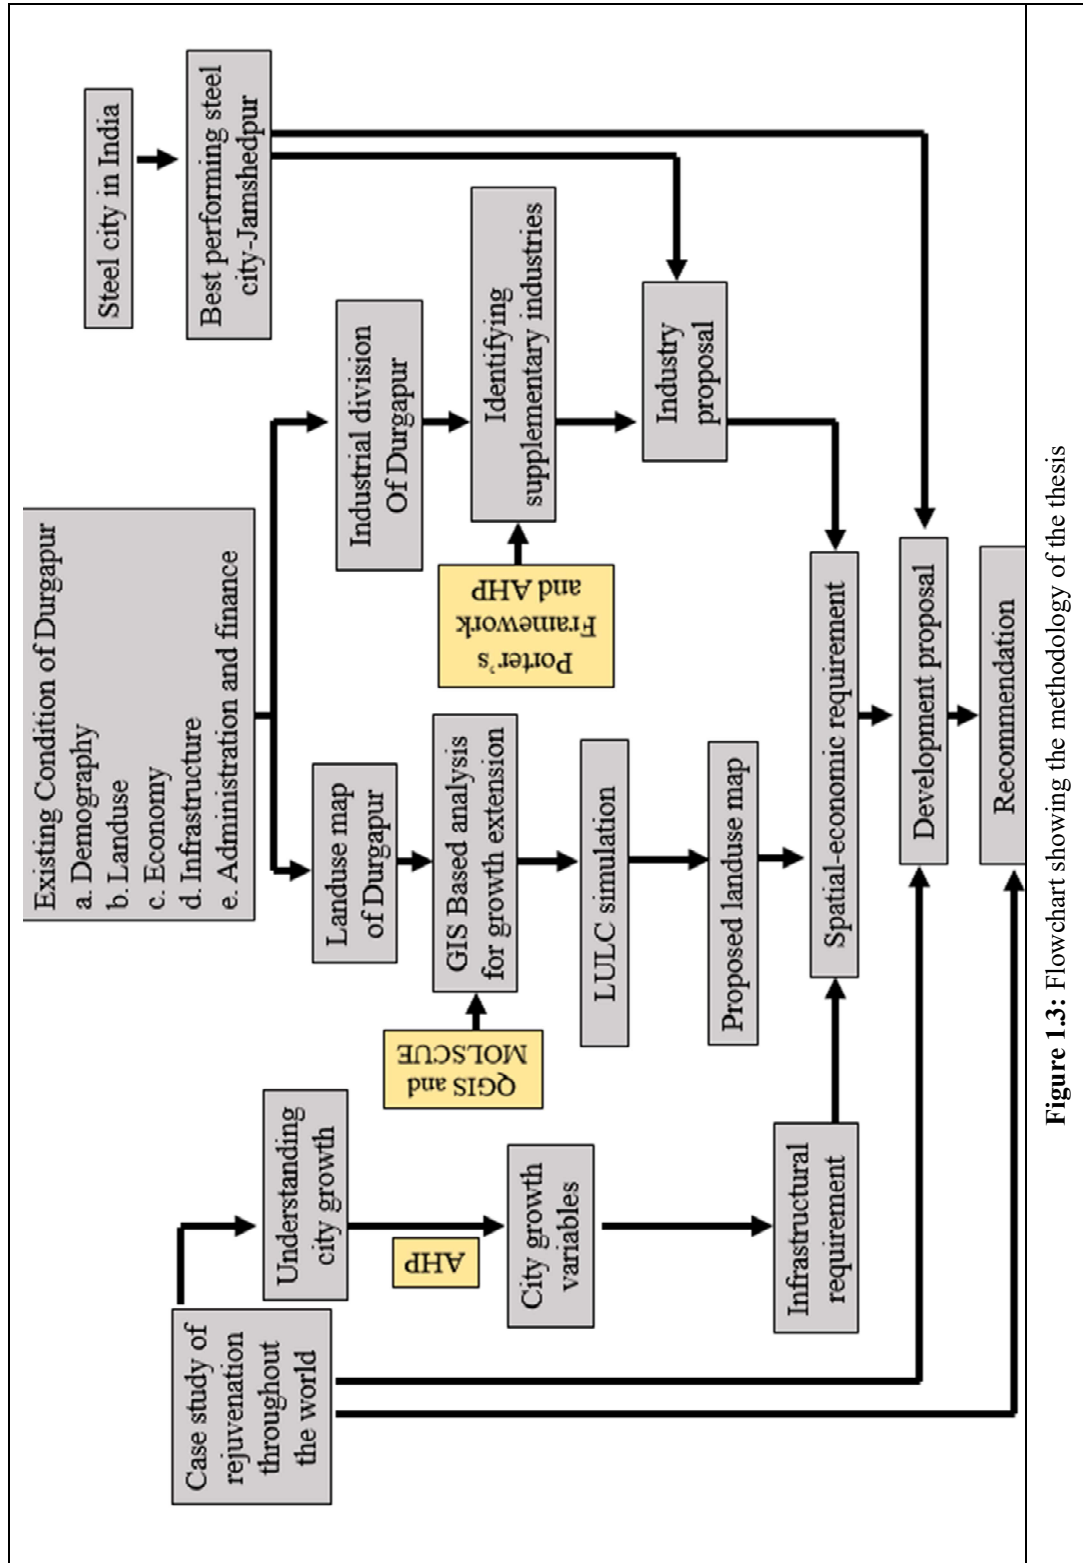 Existing Condition of Durgapur
a. Demography
b. Landuse
c. Economy
d. Infrastructure
e. Administration and finance
Steel city in India
Best performing steel
city-Jamshedpur
Case study of
rejuvenation
throughout
the world
Understanding
city growth
AHP
City growth
variables
Infrastructural
requirement
Landuse map
of Durgapur
QGIS and
MOLSCUE
GIS Based analysis
for growth extension
LULC simulation
Proposed landuse map
Industrial division
Of Durgapur
Porter's
Framework
and AHP
Identifying
supplementary industries
Industry
proposal
Spatial-economic requirement
Development proposal
Recommendation
Figure 1.3: Flowchart showing the methodology of the thesis